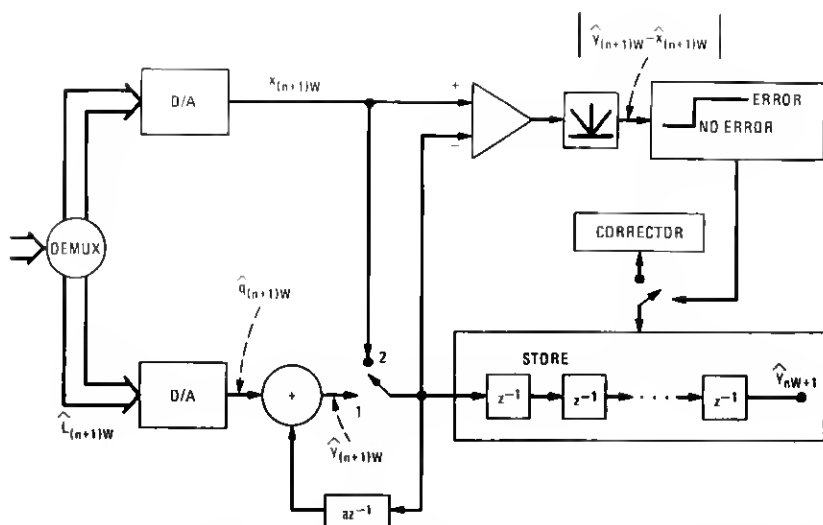 | ŷ(n+1)W − x̂(n+1)W |
D/A
x(n+1)W
+
−
ERROR
NO ERROR
DEMUX
CORRECTOR
q̂(n+1)W
2
STORE
D/A
+
1
z⁻¹
z⁻¹
· · · ·
z⁻¹
ŷnW+1
L̂(n+1)W
ŷ(n+1)W
az⁻¹